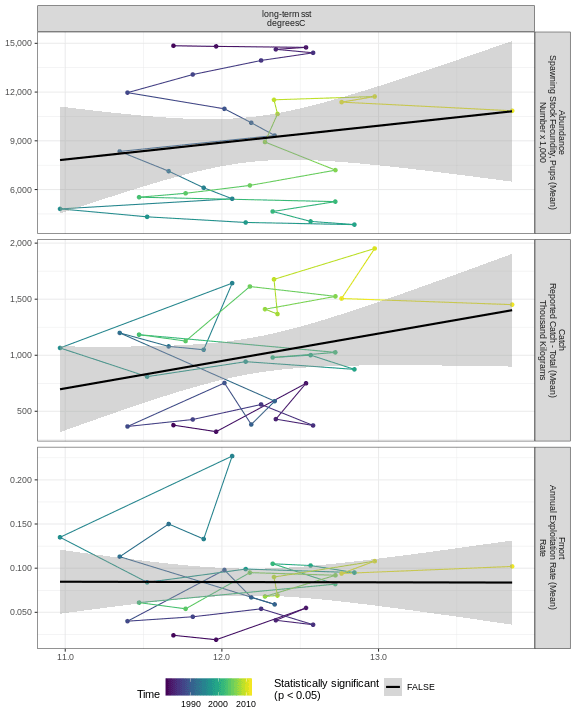 long-term sst
degreesC
15,000
12,000
9,000
6,000
Abundance
Spawning Stock Fecundity, Pups (Mean)
Number x 1,000
2,000
1,500
1,000
500
Catch
Reported Catch - Total (Mean)
Thousand Kilograms
0.200
0.150
0.100
0.050
Fmort
Annual Exploitation Rate (Mean)
Rate
11.0
12.0
13.0
Time
1990 2000 2010
Statistically significant
(p < 0.05)
FALSE